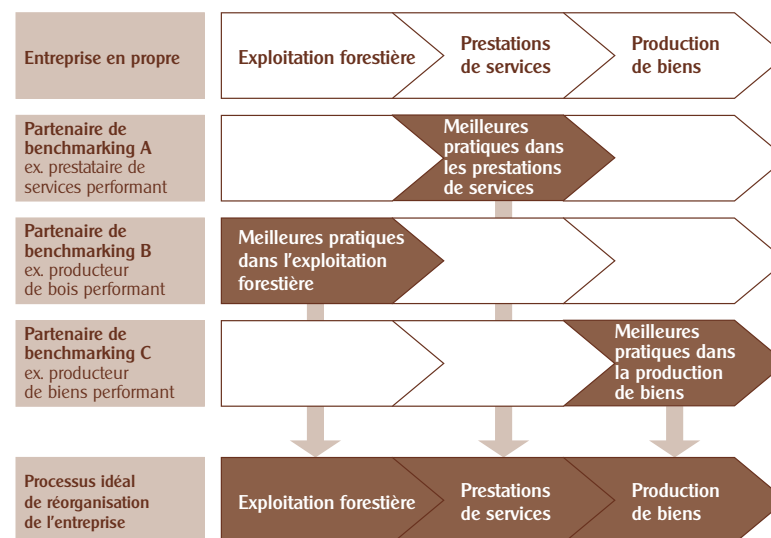 Entreprise en propre
Exploitation forestière
Prestations
de services
Production
de biens
Partenaire de
benchmarking A
ex. prestataire de
services performant
Meilleures
pratiques dans
les prestations
de services
Partenaire de
benchmarking B
ex. producteur
de bois performant
Meilleures pratiques
dans l'exploitation
forestière
Partenaire de
benchmarking C
ex. producteur
de biens performant
Meilleures
pratiques dans
la production
de biens
Processus idéal
de réorganisation
de l'entreprise
Exploitation forestière
Prestations
de services
Production
de biens